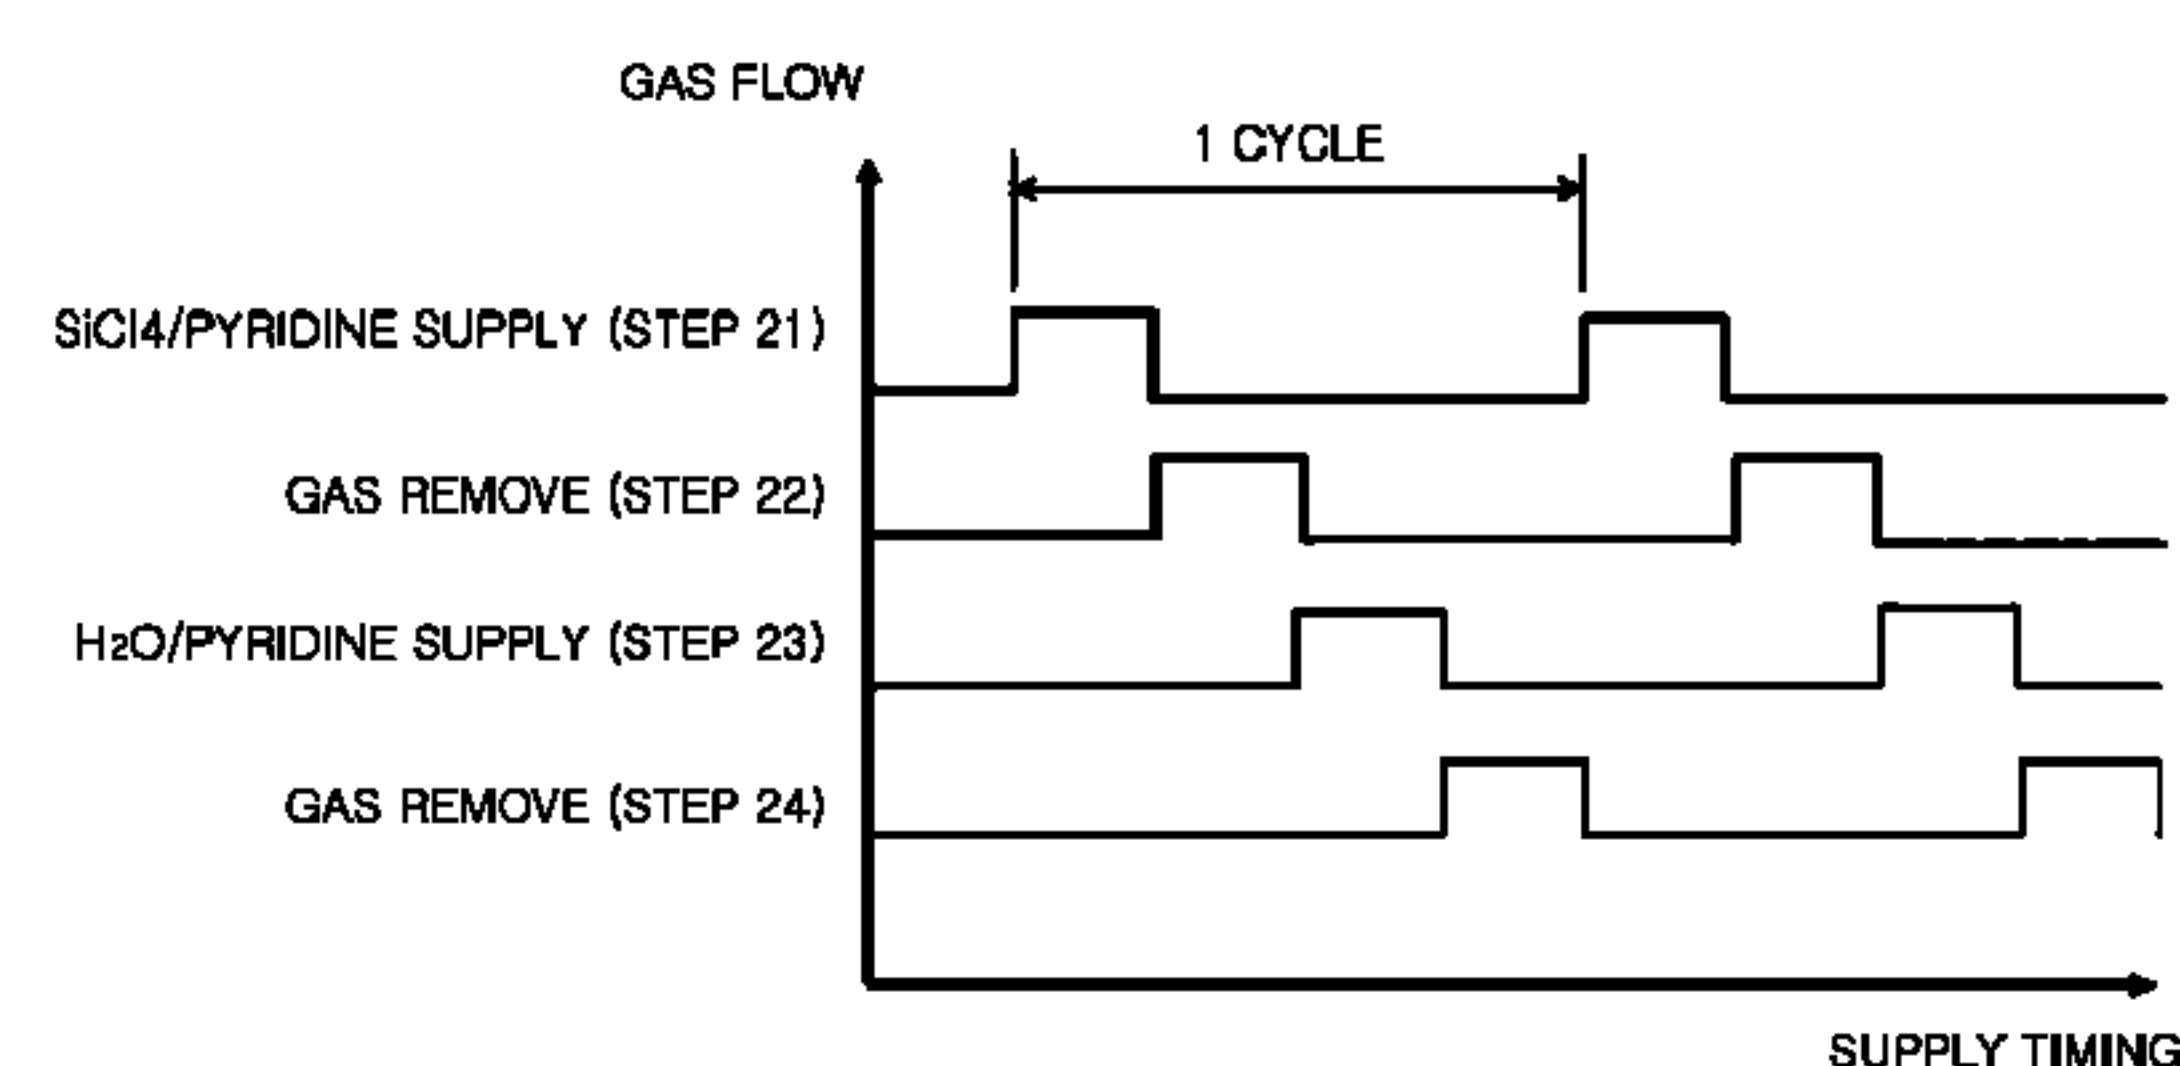 GAS FLOW
1 CYCLE
SiCl4/PYRIDINE SUPPLY (STEP 21)
GAS REMOVE (STEP 22)
H2O/PYRIDINE SUPPLY (STEP 23)
GAS REMOVE (STEP 24)
SUPPLY TIMING